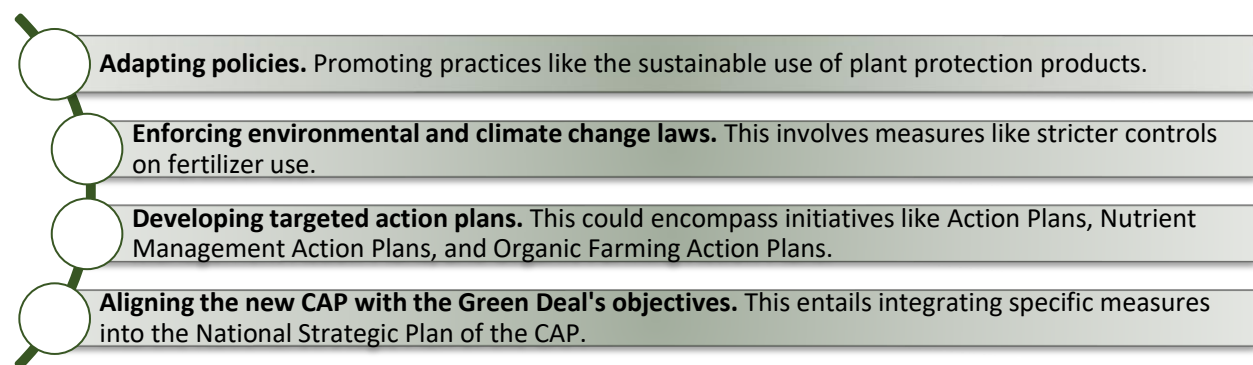 Adapting policies. Promoting practices like the sustainable use of plant protection products.
Enforcing environmental and climate change laws. This involves measures like stricter controls
on fertilizer use.
Developing targeted action plans. This could encompass initiatives like Action Plans, Nutrient
Management Action Plans, and Organic Farming Action Plans.
Aligning the new CAP with the Green Deal's objectives. This entails integrating specific measures
into the National Strategic Plan of the CAP.